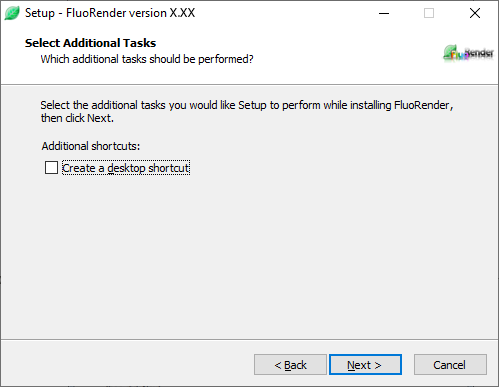 Setup - FluoRender version X.XX
Select Additional Tasks
Which additional tasks should be performed?
FluoRender
Select the additional tasks you would like Setup to perform while installing FluoRender,
then click Next.
Additional shortcuts:
Create a desktop shortcut
< Back
Next >
Cancel